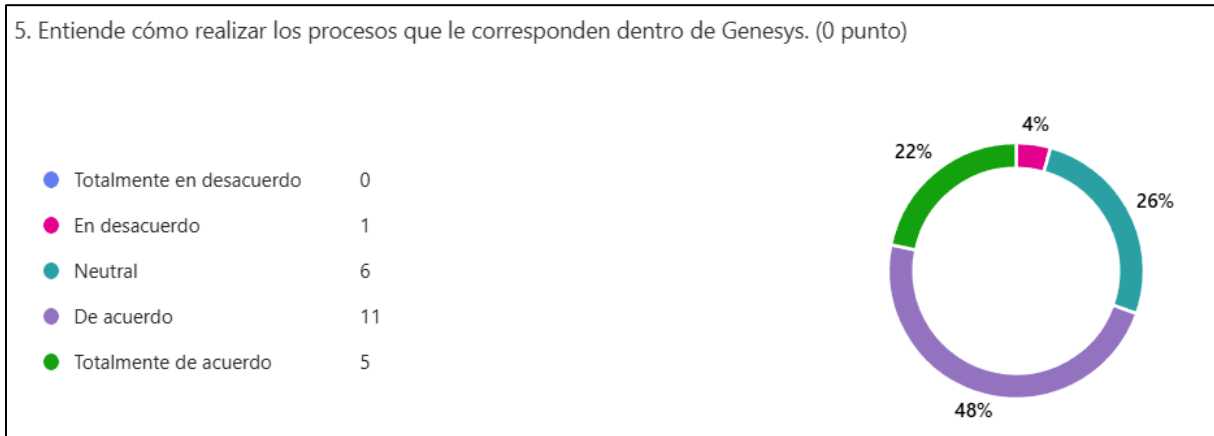 5. Entiende cómo realizar los procesos que le corresponden dentro de Genesys. (0 punto)
Totalmente en desacuerdo 0
En desacuerdo 1
Neutral 6
De acuerdo 11
Totalmente de acuerdo 5
4%
22%
26%
48%